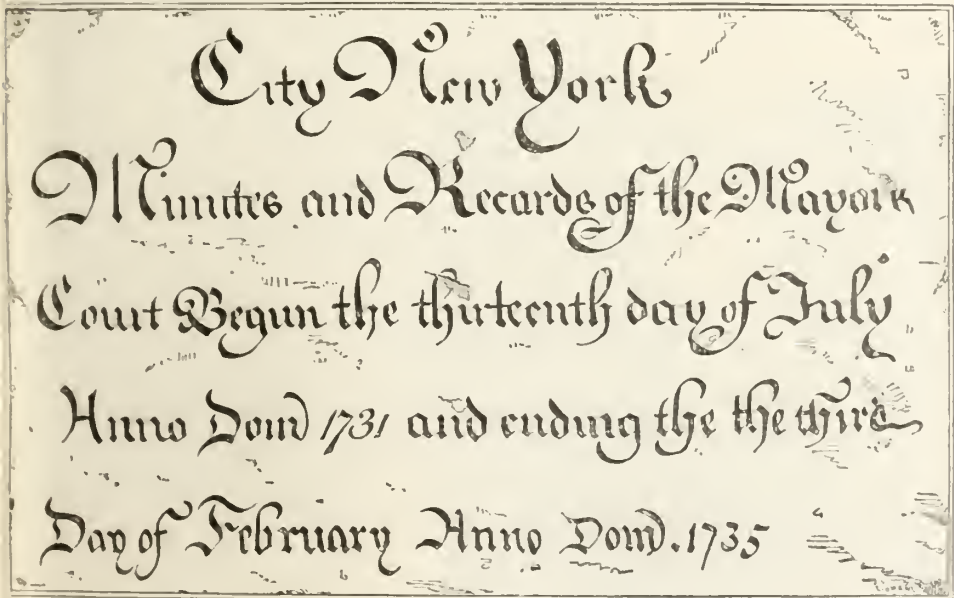 City New York
Minutes and Records of the Mayors
Court Begun the thirteenth day of July
Anno Dom̄ 1731 and ending the the third
Day of February Anno Dom̄. 1735